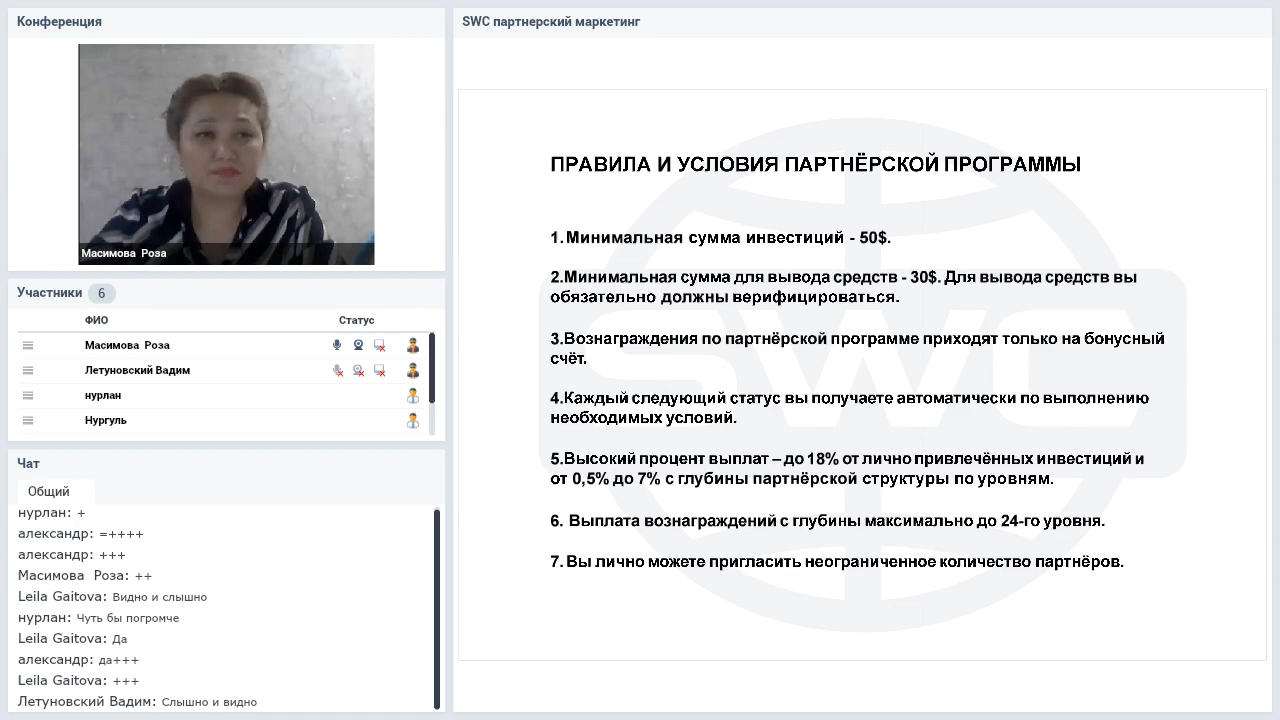 Конференция
Масимова Роза
Участники 6
ФИО Статус
Масимова Роза
Летуновский Вадим
нурлан
Нургуль
Чат
Общий
нурлан: +
александр: =++++
александр: +++
Масимова Роза: ++
Leila Gaitova: Видно и слышно
нурлан: Чуть бы погромче
Leila Gaitova: Да
александр: да+++
Leila Gaitova: +++
Летуновский Вадим: Слышно и видно
SWC партнерский маркетинг
SWC
ПРАВИЛА И УСЛОВИЯ ПАРТНЁРСКОЙ ПРОГРАММЫ
1. Минимальная сумма инвестиций - 50$.
2.Минимальная сумма для вывода средств - 30$. Для вывода средств вы
обязательно должны верифицироваться.
3.Вознаграждения по партнёрской программе приходят только на бонусный
счёт.
4.Каждый следующий статус вы получаете автоматически по выполнению
необходимых условий.
5.Высокий процент выплат – до 18% от лично привлечённых инвестиций и
от 0,5% до 7% с глубины партнёрской структуры по уровням.
6. Выплата вознаграждений с глубины максимально до 24-го уровня.
7. Вы лично можете пригласить неограниченное количество партнёров.